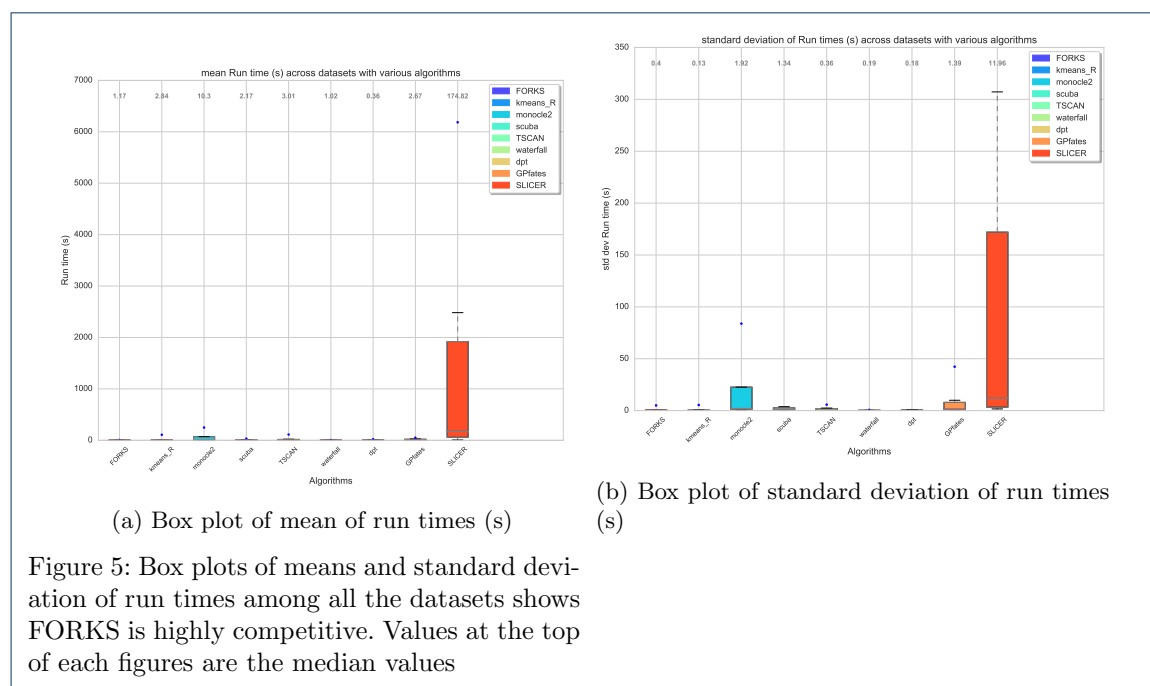 mean Run time (s) across datasets with various algorithms
7000
6000
5000
4000
3000
2000
1000
0
Run time (s)
1.17 2.84 10.3 2.17 3.01 1.02 0.36 2.67 174.82
FORKS
kmeans_R
monocle2
scuba
TSCAN
waterfall
dpt
GPfates
SLICER
FORKS kmeans_R monocle2 scuba TSCAN waterfall dpt GPfates SLICER
Algorithms
(a) Box plot of mean of run times (s)
standard deviation of Run times (s) across datasets with various algorithms
350
300
250
200
150
100
50
0
std dev Run time (s)
0.4 0.13 1.92 1.34 0.36 0.19 0.18 1.39 11.96
FORKS
kmeans_R
monocle2
scuba
TSCAN
waterfall
dpt
GPfates
SLICER
FORKS kmeans_R monocle2 scuba TSCAN waterfall dpt GPfates SLICER
Algorithms
(b) Box plot of standard deviation of run times
(s)
Figure 5: Box plots of means and standard devi-
ation of run times among all the datasets shows
FORKS is highly competitive. Values at the top
of each figures are the median values